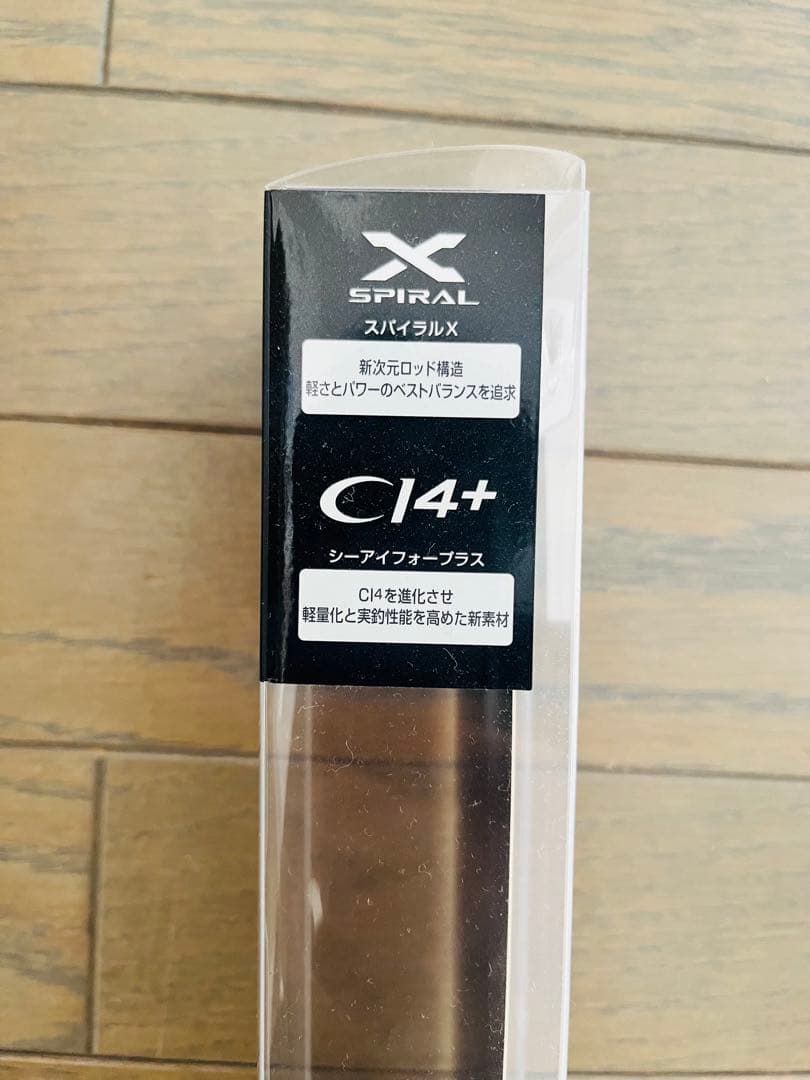 X
SPIRAL
スパイラルX
新次元ロッド構造
軽さとパワーのベストバランスを追求
CI4+
シーアイフォープラス
CI4を進化させ
軽量化と実釣性能を高めた新素材